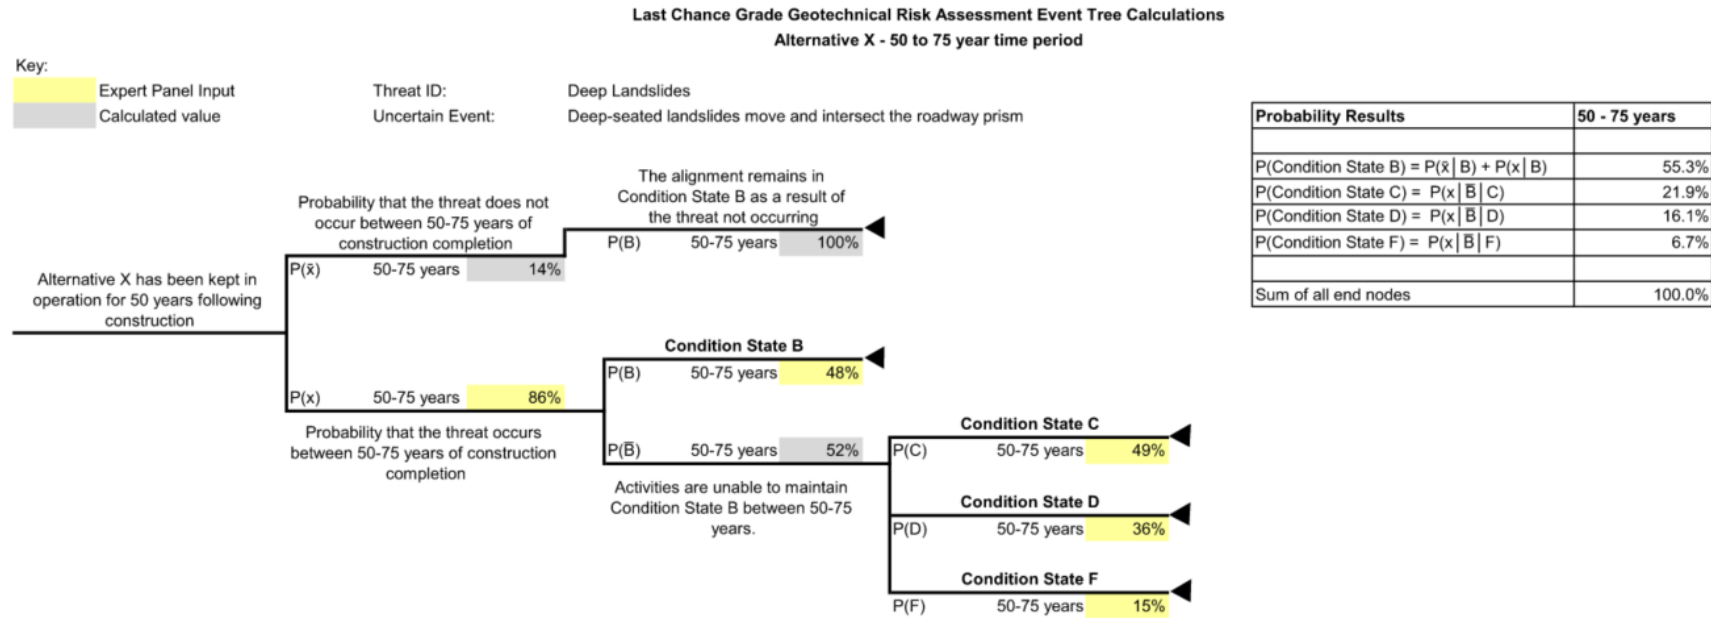 Last Chance Grade Geotechnical Risk Assessment Event Tree Calculations
Alternative X - 50 to 75 year time period
Key:
Expert Panel Input
Calculated value
Threat ID:
Deep Landslides
Uncertain Event:
Deep-seated landslides move and intersect the roadway prism
Probability Results
50 - 75 years
P(Condition State B) = P(x̄│B) + P(x│B)
55.3%
P(Condition State C) = P(x│B̅│C)
21.9%
P(Condition State D) = P(x│B̅│D)
16.1%
P(Condition State F) = P(x│B̅│F)
6.7%
Sum of all end nodes
100.0%
Alternative X has been kept in
operation for 50 years following
construction
Probability that the threat does not
occur between 50-75 years of
construction completion
P(x̄)
50-75 years
14%
The alignment remains in
Condition State B as a result of
the threat not occurring
P(B)
50-75 years
100%
P(x)
50-75 years
86%
Probability that the threat occurs
between 50-75 years of construction
completion
Condition State B
P(B)
50-75 years
48%
P(B̅)
50-75 years
52%
Activities are unable to maintain
Condition State B between 50-75
years.
Condition State C
P(C)
50-75 years
49%
Condition State D
P(D)
50-75 years
36%
Condition State F
P(F)
50-75 years
15%